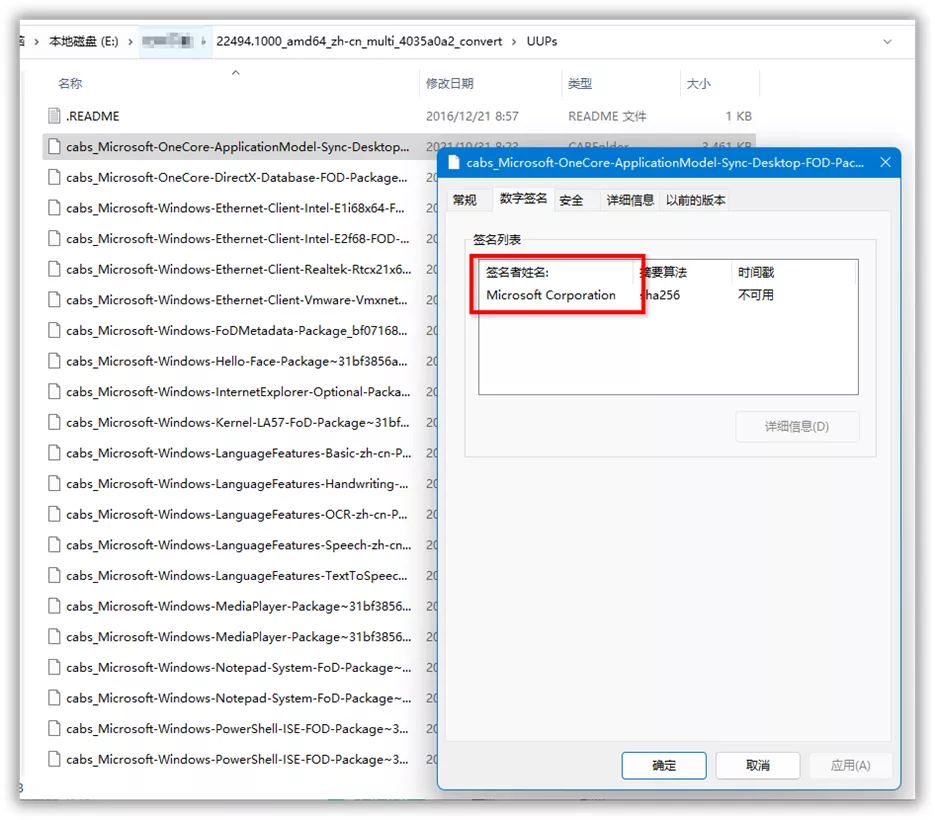 本地磁盘 (E:) › 22494.1000_amd64_zh-cn_multi_4035a0a2_convert › UUPs
名称 修改日期 类型 大小
.README 2016/12/21 8:57 README 文件 1 KB
cabs_Microsoft-OneCore-ApplicationModel-Sync-Desktop... 2021/10/31 8:23 CABFolder 3,461 KB
cabs_Microsoft-OneCore-DirectX-Database-FOD-Package... 20
cabs_Microsoft-Windows-Ethernet-Client-Intel-E1i68x64-F... 20
cabs_Microsoft-Windows-Ethernet-Client-Intel-E2f68-FOD-... 20
cabs_Microsoft-Windows-Ethernet-Client-Realtek-Rtcx21x6... 20
cabs_Microsoft-Windows-Ethernet-Client-Vmware-Vmxnet... 20
cabs_Microsoft-Windows-FoDMetadata-Package_bf07168... 20
cabs_Microsoft-Windows-Hello-Face-Package~31bf3856a... 20
cabs_Microsoft-Windows-InternetExplorer-Optional-Packa... 20
cabs_Microsoft-Windows-Kernel-LA57-FoD-Package~31bf... 20
cabs_Microsoft-Windows-LanguageFeatures-Basic-zh-cn-P... 20
cabs_Microsoft-Windows-LanguageFeatures-Handwriting-... 20
cabs_Microsoft-Windows-LanguageFeatures-OCR-zh-cn-P... 20
cabs_Microsoft-Windows-LanguageFeatures-Speech-zh-cn... 20
cabs_Microsoft-Windows-LanguageFeatures-TextToSpeec... 20
cabs_Microsoft-Windows-MediaPlayer-Package~31bf3856... 20
cabs_Microsoft-Windows-MediaPlayer-Package~31bf3856... 20
cabs_Microsoft-Windows-Notepad-System-FoD-Package~... 20
cabs_Microsoft-Windows-Notepad-System-FoD-Package~... 20
cabs_Microsoft-Windows-PowerShell-ISE-FOD-Package~3... 20
cabs_Microsoft-Windows-PowerShell-ISE-FOD-Package~3... 20
cabs_Microsoft-OneCore-ApplicationModel-Sync-Desktop-FOD-Pac...
常规 数字签名 安全 详细信息 以前的版本
签名列表
签名者姓名: 摘要算法 时间戳
Microsoft Corporation sha256 不可用
详细信息(D)
确定 取消 应用(A)